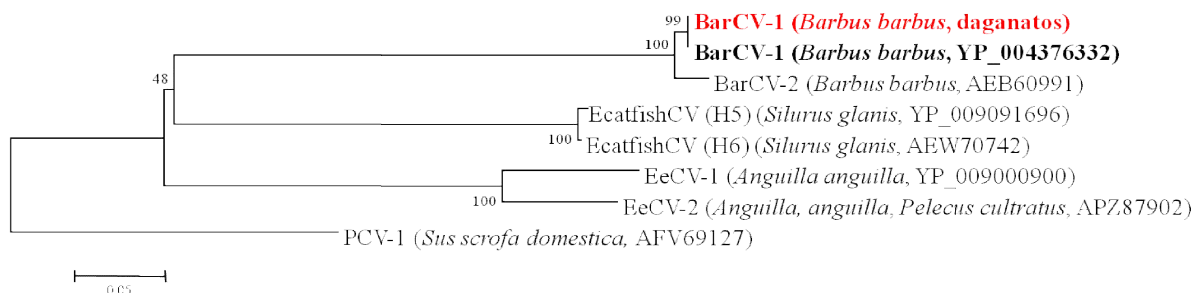 99
BarCV-1 (Barbus barbus, daganatos)
100
BarCV-1 (Barbus barbus, YP_004376332)
48
BarCV-2 (Barbus barbus, AEB60991)
EcatfishCV (H5) (Silurus glanis, YP_009091696)
100
EcatfishCV (H6) (Silurus glanis, AEW70742)
EeCV-1 (Anguilla anguilla, YP_009000900)
100
EeCV-2 (Anguilla, anguilla, Pelecus cultratus, APZ87902)
PCV-1 (Sus scrofa domestica, AFV69127)
0.05